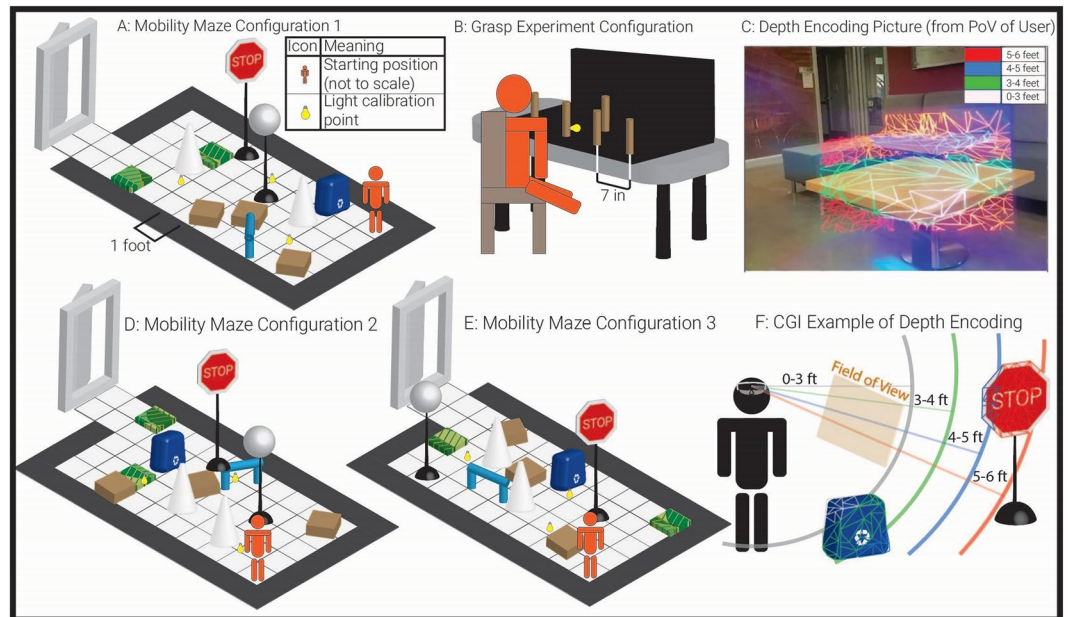 A: Mobility Maze Configuration 1
Icon Meaning
Starting position
(not to scale)
Light calibration
point
STOP
1 foot
B: Grasp Experiment Configuration
7 in
C: Depth Encoding Picture (from PoV of User)
5-6 feet
4-5 feet
3-4 feet
0-3 feet
D: Mobility Maze Configuration 2
STOP
E: Mobility Maze Configuration 3
STOP
F: CGI Example of Depth Encoding
0-3 ft
Field of View
3-4 ft
4-5 ft
5-6 ft
STOP